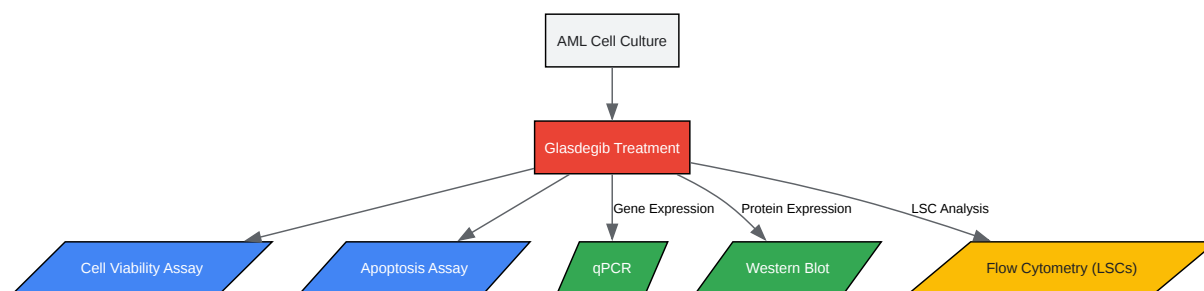 AML Cell Culture
Glasdegib Treatment
Gene Expression
Protein Expression
LSC Analysis
Cell Viability Assay
Apoptosis Assay
qPCR
Western Blot
Flow Cytometry (LSCs)